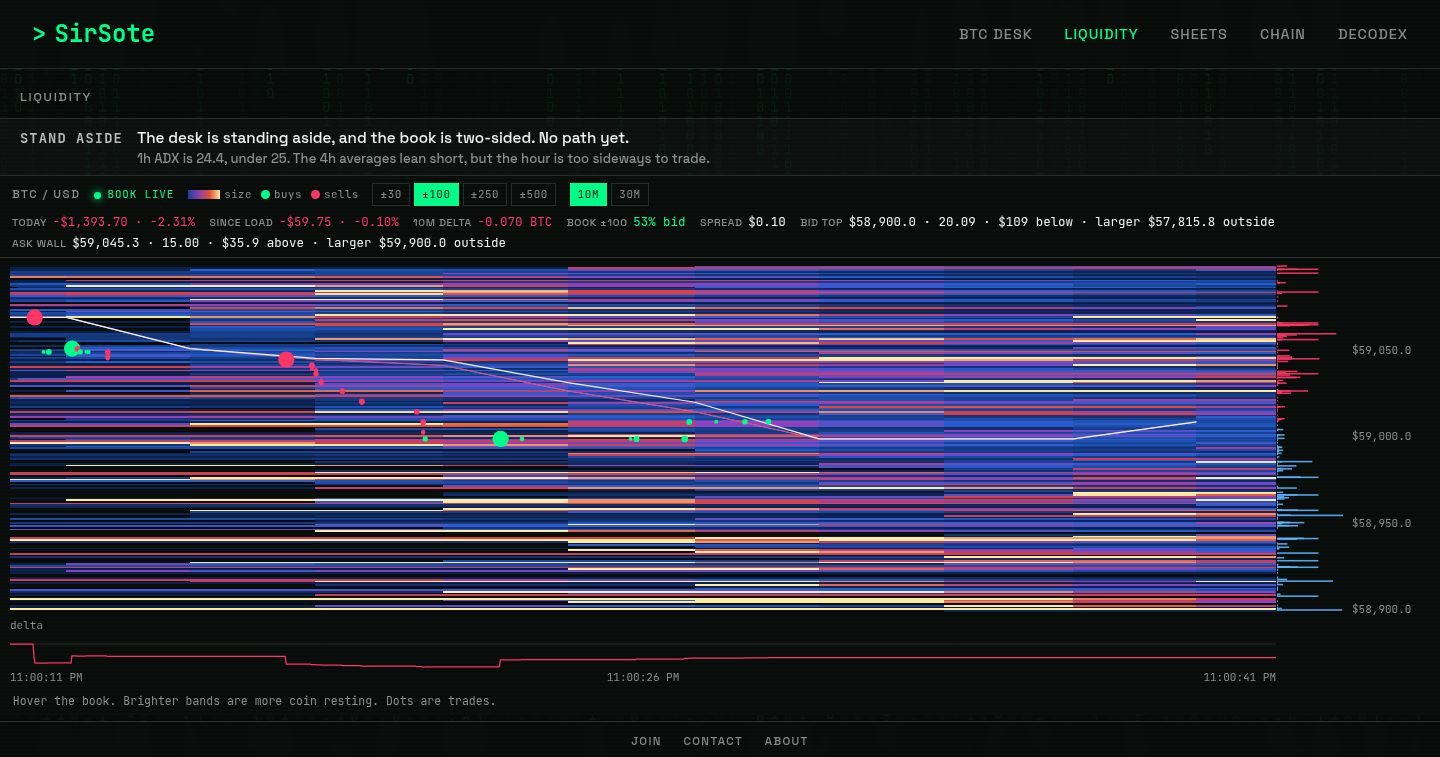 > SirSote
BTC DESK LIQUIDITY SHEETS CHAIN DECODEX
LIQUIDITY
STAND ASIDE The desk is standing aside, and the book is two-sided. No path yet.
1h ADX is 24.4, under 25. The 4h averages lean short, but the hour is too sideways to trade.
BTC / USD BOOK LIVE size buys sells ±30 ±100 ±250 ±500 10M 30M
TODAY -$1,393.70 · -2.31% SINCE LOAD -$59.75 · -0.10% 10M DELTA -0.070 BTC BOOK ±100 53% bid SPREAD $0.10 BID TOP $58,900.0 · 20.09 · $109 below · larger $57,815.8 outside
ASK WALL $59,045.3 · 15.00 · $35.9 above · larger $59,900.0 outside
$59,050.0
$59,000.0
$58,950.0
$58,900.0
delta
11:00:11 PM 11:00:26 PM 11:00:41 PM
Hover the book. Brighter bands are more coin resting. Dots are trades.
JOIN CONTACT ABOUT